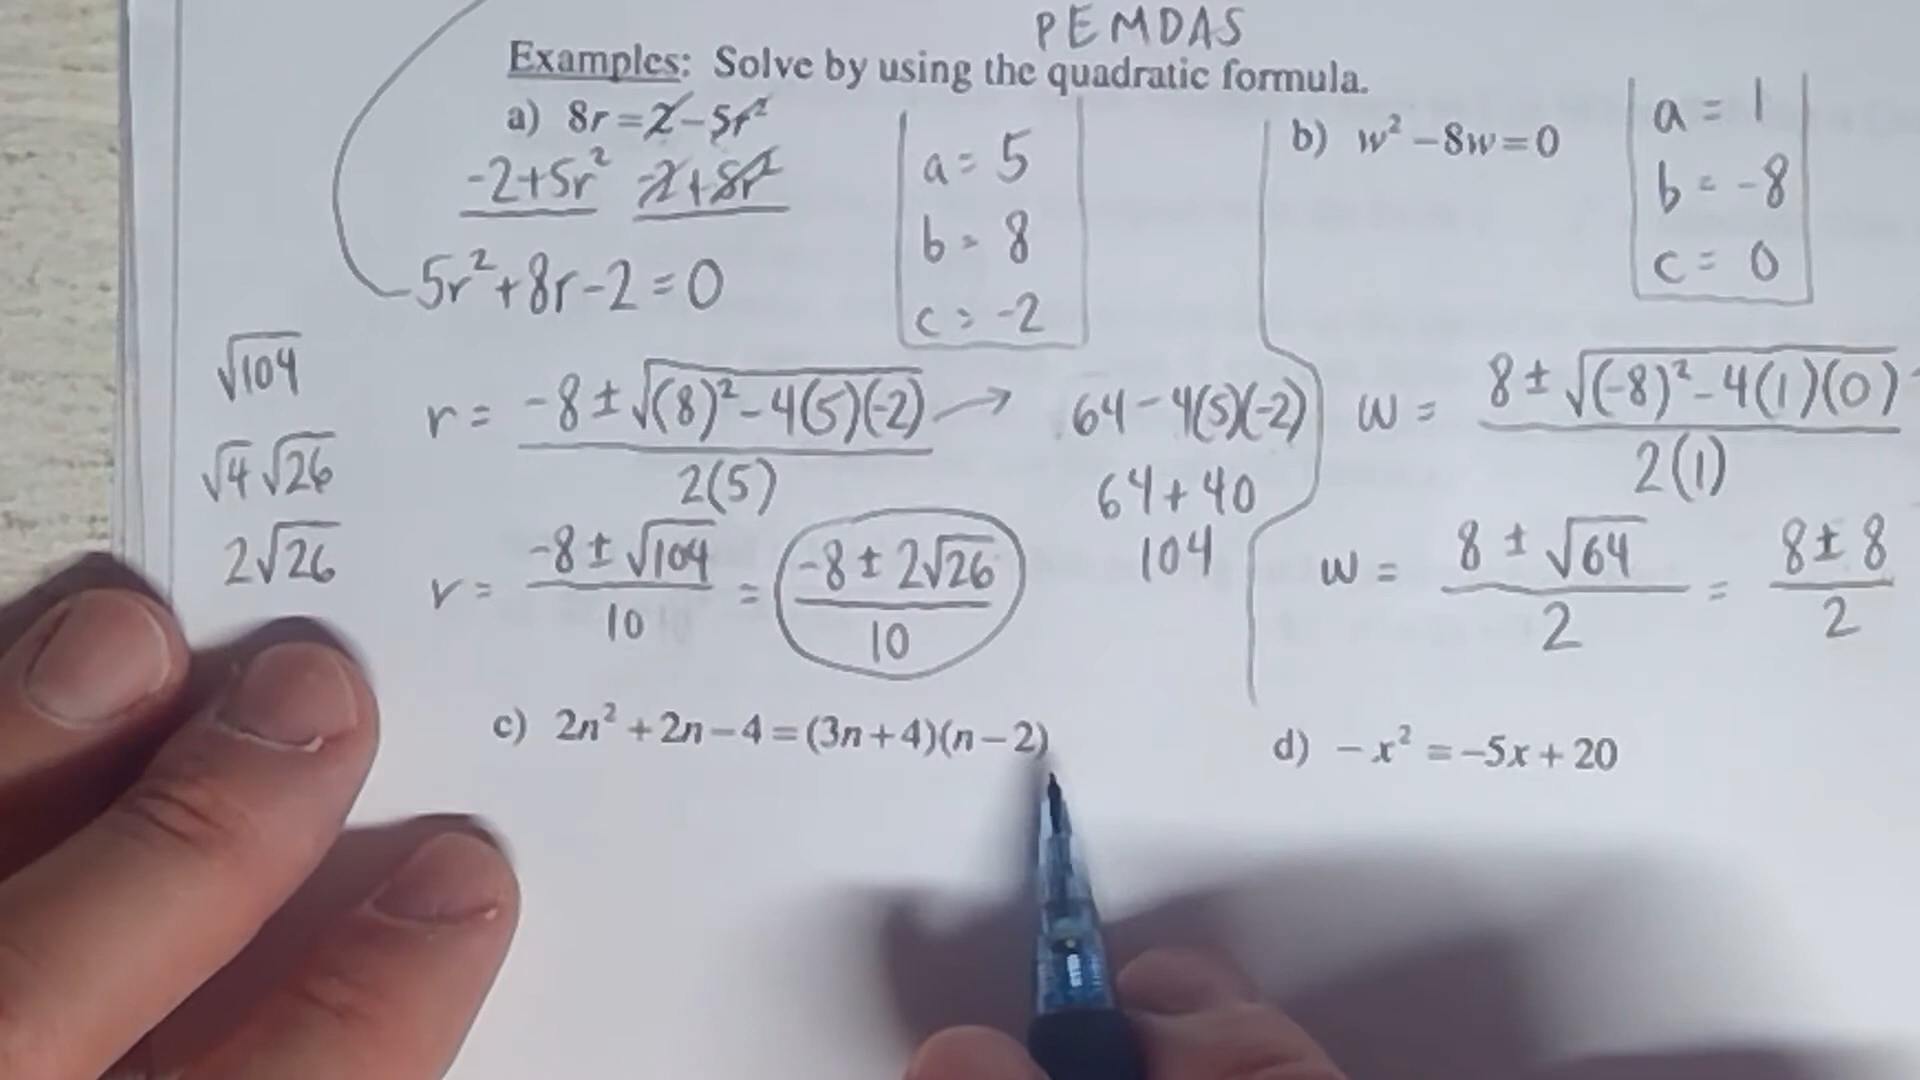 PEMDAS
Examples: Solve by using the quadratic formula.
a) 8r = 2 - 5r²
-2+5r² -2+5r²
5r²+8r-2=0
a = 5
b = 8
c = -2
√104
√4 √26
2√26
r = -8 ± √(8)² - 4(5)(-2) / 2(5) →
64 - 4(5)(-2)
64 + 40
104
r = -8 ± √104 / 10 = -8 ± 2√26 / 10
b) w² - 8w = 0
a = 1
b = -8
c = 0
w = 8 ± √(-8)² - 4(1)(0) / 2(1)
w = 8 ± √64 / 2 = 8 ± 8 / 2
c) 2n² + 2n - 4 = (3n + 4)(n - 2)
d) -x² = -5x + 20